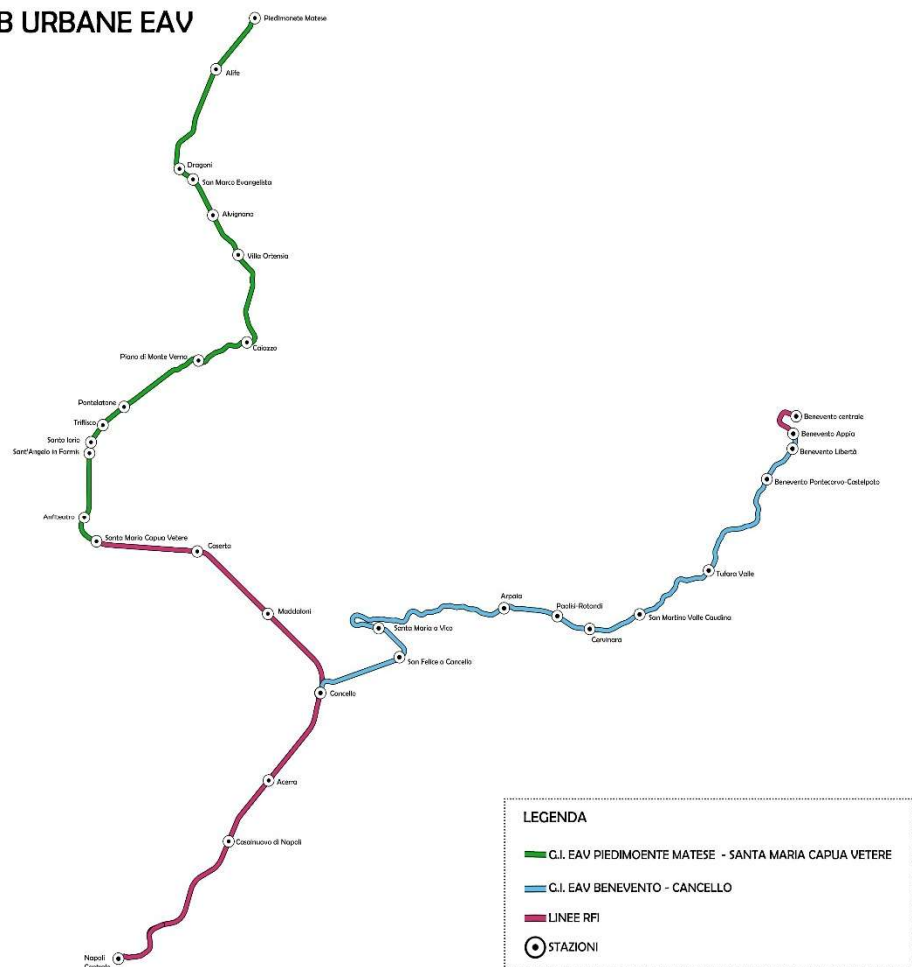 B URBANE EAV
Piedimonete Matese
Alife
Dragoni
San Marco Evangelista
Alvignano
Villa Ortensia
Caiazzo
Piana di Monte Verna
Pontelatone
Triflisco
Santo Iorio
Sant'Angelo in Formis
Anfiteatro
Santa Maria Capua Vetere
Caserta
Maddaloni
Cancello
Acerra
Casalnuovo di Napoli
Napoli
Centrale
San Felice a Cancello
Santa Maria a Vico
Arpaia
Paolisi-Rotondi
Cervinara
San Martino Valle Caudina
Tufara Valle
Benevento Pontecorvo-Castelpoto
Benevento Libertà
Benevento Appia
Benevento centrale
LEGENDA
G.I. EAV PIEDIMOENTE MATESE - SANTA MARIA CAPUA VETERE
G.I. EAV BENEVENTO - CANCELLO
LINEE RFI
STAZIONI